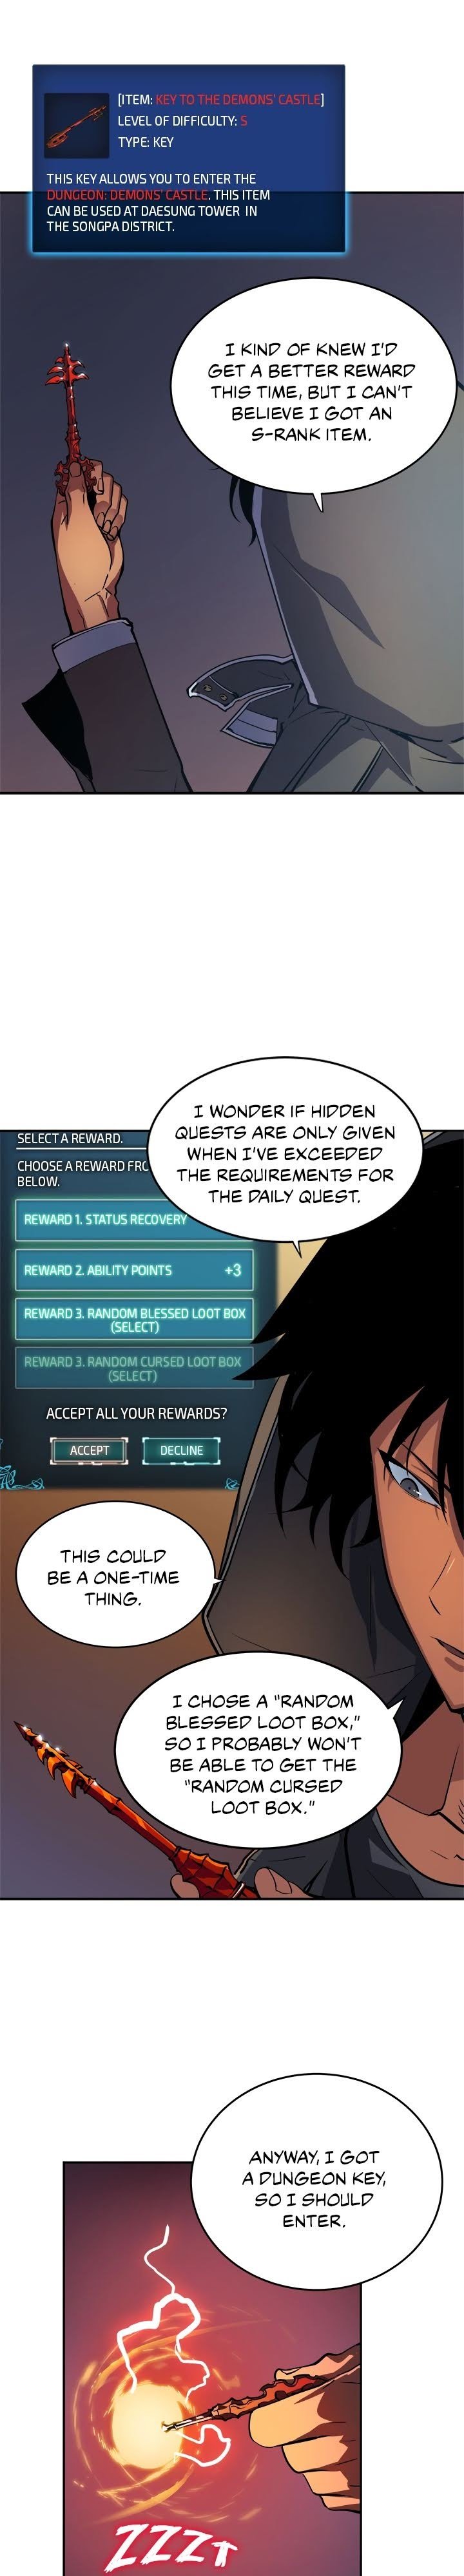 [ITEM: KEY TO THE DEMONS' CASTLE]
LEVEL OF DIFFICULTY: S
TYPE: KEY
THIS KEY ALLOWS YOU TO ENTER THE
DUNGEON: DEMONS' CASTLE. THIS ITEM
CAN BE USED AT DAESUNG TOWER IN
THE SONGPA DISTRICT.
I KIND OF KNEW I'D
GET A BETTER REWARD
THIS TIME, BUT I CAN'T
BELIEVE I GOT AN
S-RANK ITEM.
I WONDER IF HIDDEN
QUESTS ARE ONLY GIVEN
WHEN I'VE EXCEEDED
THE REQUIREMENTS FOR
THE DAILY QUEST.
SELECT A REWARD.
CHOOSE A REWARD FRO
BELOW.
REWARD 1. STATUS RECOVERY
REWARD 2. ABILITY POINTS +3
REWARD 3. RANDOM BLESSED LOOT BOX
(SELECT)
REWARD 3. RANDOM CURSED LOOT BOX
(SELECT)
ACCEPT ALL YOUR REWARDS?
ACCEPT DECLINE
THIS COULD
BE A ONE-TIME
THING.
I CHOSE A "RANDOM
BLESSED LOOT BOX,"
SO I PROBABLY WON'T
BE ABLE TO GET THE
"RANDOM CURSED
LOOT BOX."
ANYWAY, I GOT
A DUNGEON KEY,
SO I SHOULD
ENTER.
ZZZT